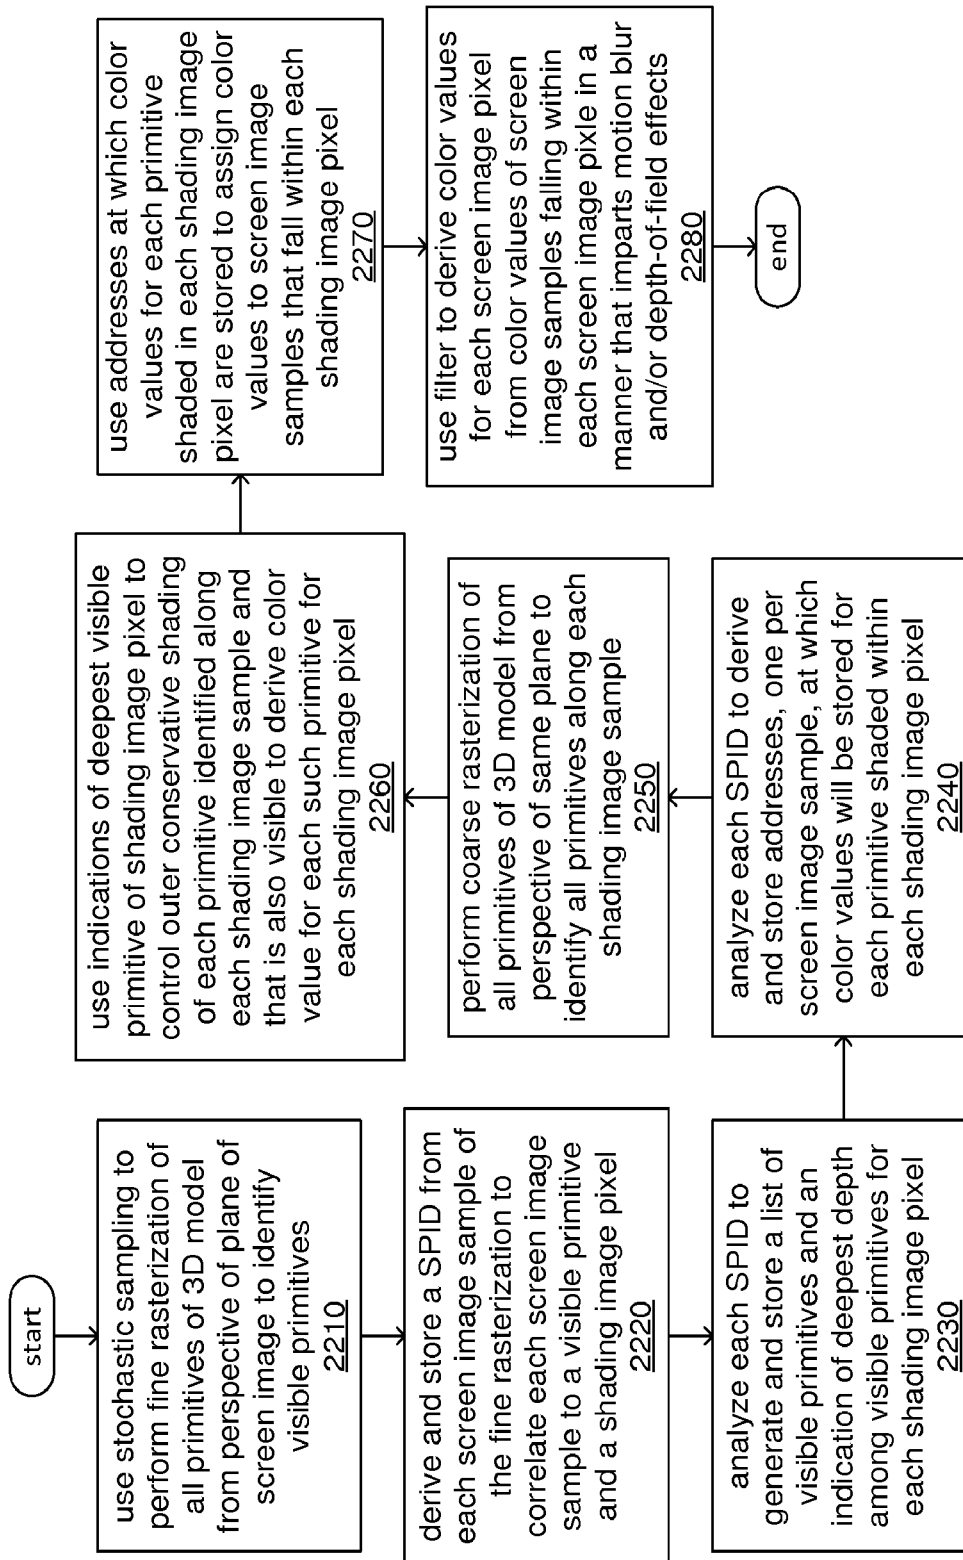 start
use stochastic sampling to
perform fine rasterization of
all primitives of 3D model
from perspective of plane of
screen image to identify
visible primitives
2210
derive and store a SPID from
each screen image sample of
the fine rasterization to
correlate each screen image
sample to a visible primitive
and a shading image pixel
2220
analyze each SPID to
generate and store a list of
visible primitives and an
indication of deepest depth
among visible primitives for
each shading image pixel
2230
analyze each SPID to derive
and store addresses, one per
screen image sample, at which
color values will be stored for
each primitive shaded within
each shading image pixel
2240
perform coarse rasterization of
all primitives of 3D model from
perspective of same plane to
identify all primitives along each
shading image sample
2250
use indications of deepest visible
primitive of shading image pixel to
control outer conservative shading
of each primitive identified along
each shading image sample and
that is also visible to derive color
value for each such primitive for
each shading image pixel
2260
use addresses at which color
values for each primitive
shaded in each shading image
pixel are stored to assign color
values to screen image
samples that fall within each
shading image pixel
2270
use filter to derive color values
for each screen image pixel
from color values of screen
image samples falling within
each screen image pixle in a
manner that imparts motion blur
and/or depth-of-field effects
2280
end